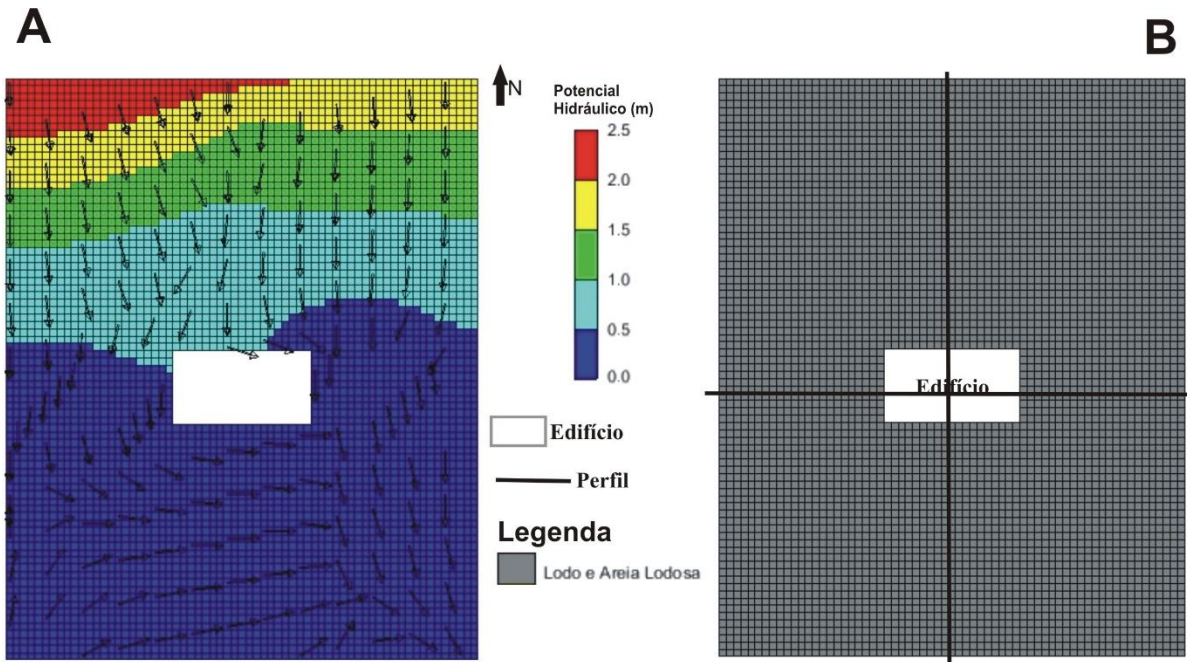 A
B
N
Potencial
Hidráulico (m)
2.5
2.0
1.5
1.0
0.5
0.0
Edifício
Edifício
Perfil
Legenda
Lodo e Areia Lodosa